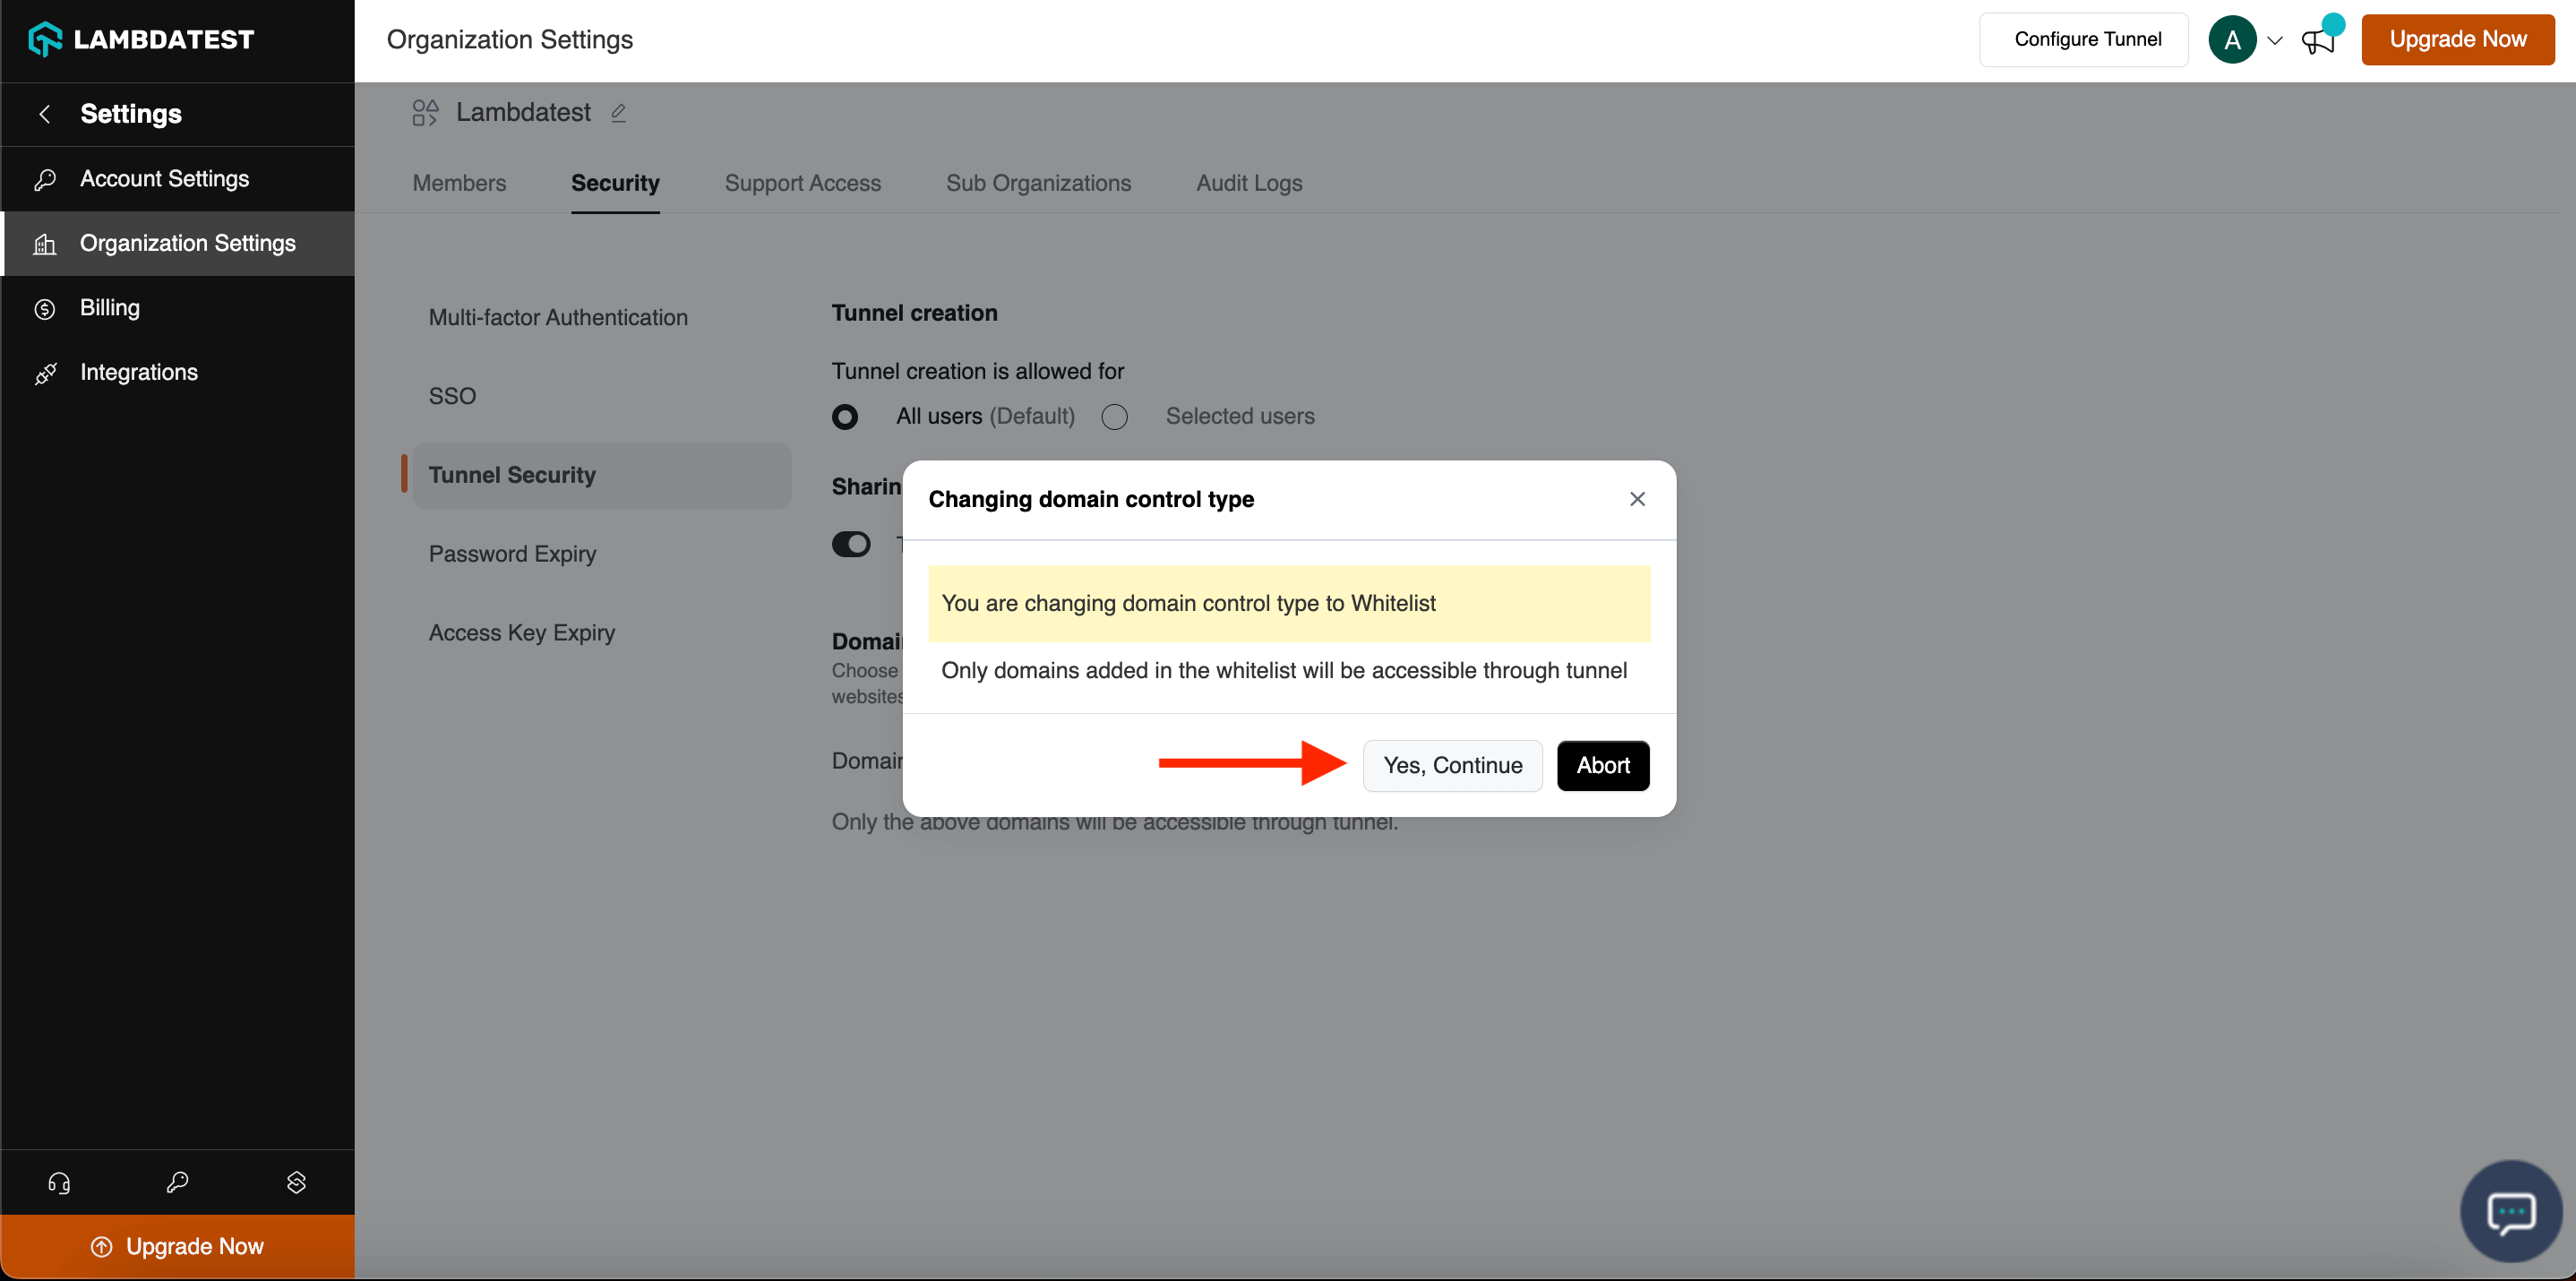 LAMBDATEST
Organization Settings
Configure Tunnel
A
Upgrade Now
Settings
Account Settings
Organization Settings
Billing
Integrations
Lambdatest
Members
Security
Support Access
Sub Organizations
Audit Logs
Multi-factor Authentication
SSO
Tunnel Security
Password Expiry
Access Key Expiry
Tunnel creation
Tunnel creation is allowed for
All users (Default)
Selected users
Sharin
Domai
Choose
websites
Domain
Only the above domains will be accessible through tunnel.
Changing domain control type
You are changing domain control type to Whitelist
Only domains added in the whitelist will be accessible through tunnel
Yes, Continue
Abort
Upgrade Now